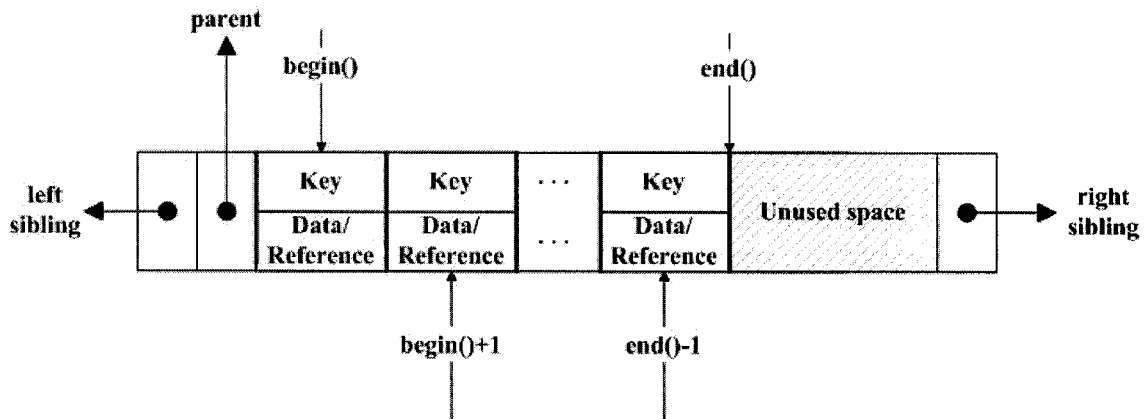 parent
begin()
end()
left
sibling
Key
Key
. . .
Key
Unused space
right
sibling
Data/
Reference
Data/
Reference
. . .
Data/
Reference
begin()+1
end()-1